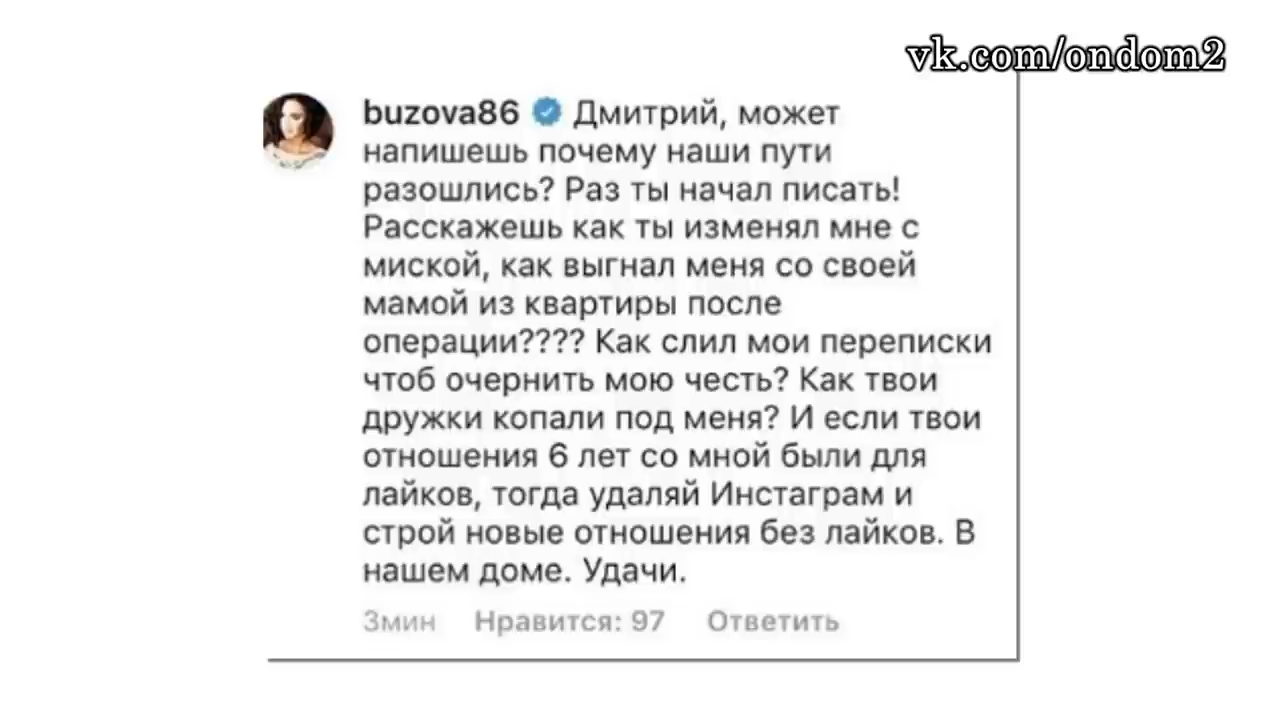 vk.com/ondom2
buzova86 Дмитрий, может
напишешь почему наши пути
разошлись? Раз ты начал писать!
Расскажешь как ты изменял мне с
миской, как выгнал меня со своей
мамой из квартиры после
операции???? Как слил мои переписки
чтоб очернить мою честь? Как твои
дружки копали под меня? И если твои
отношения 6 лет со мной были для
лайков, тогда удаляй Инстаграм и
строй новые отношения без лайков. В
нашем доме. Удачи.
3мин Нравится: 97 Ответить